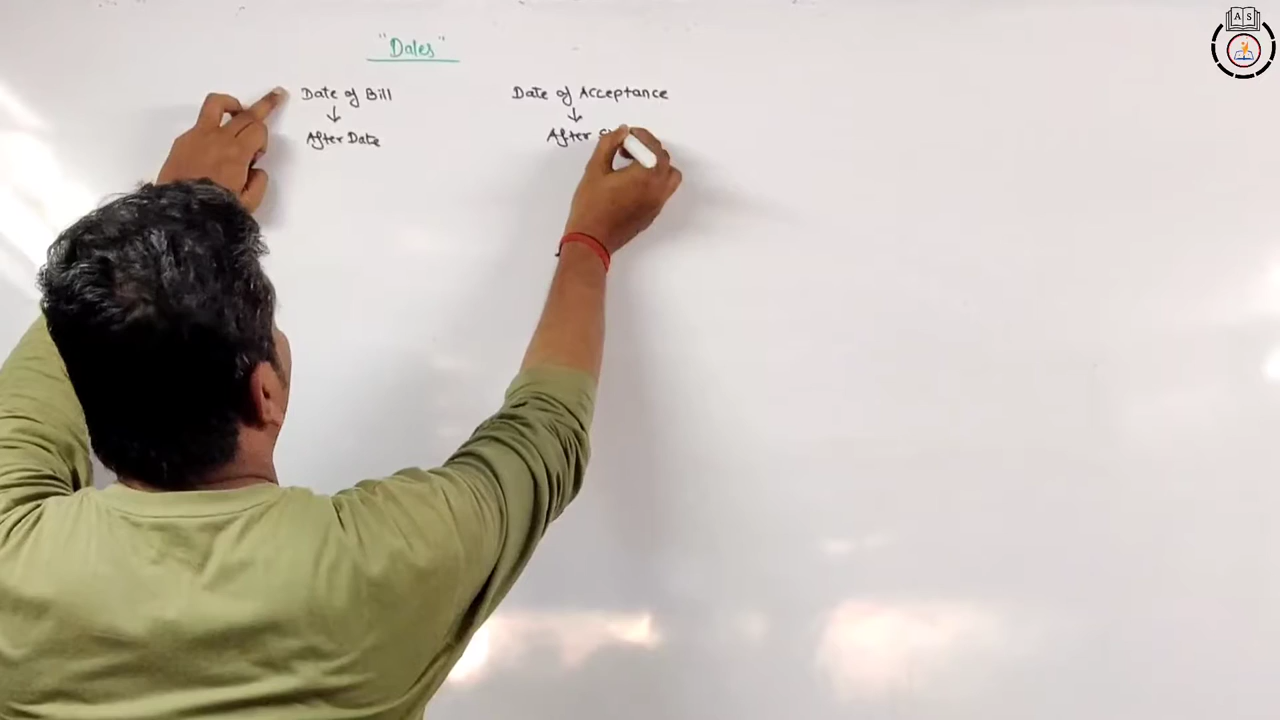 "Dates"
Date of Bill
Date of Acceptance
↓
↓
After Date
After
A S